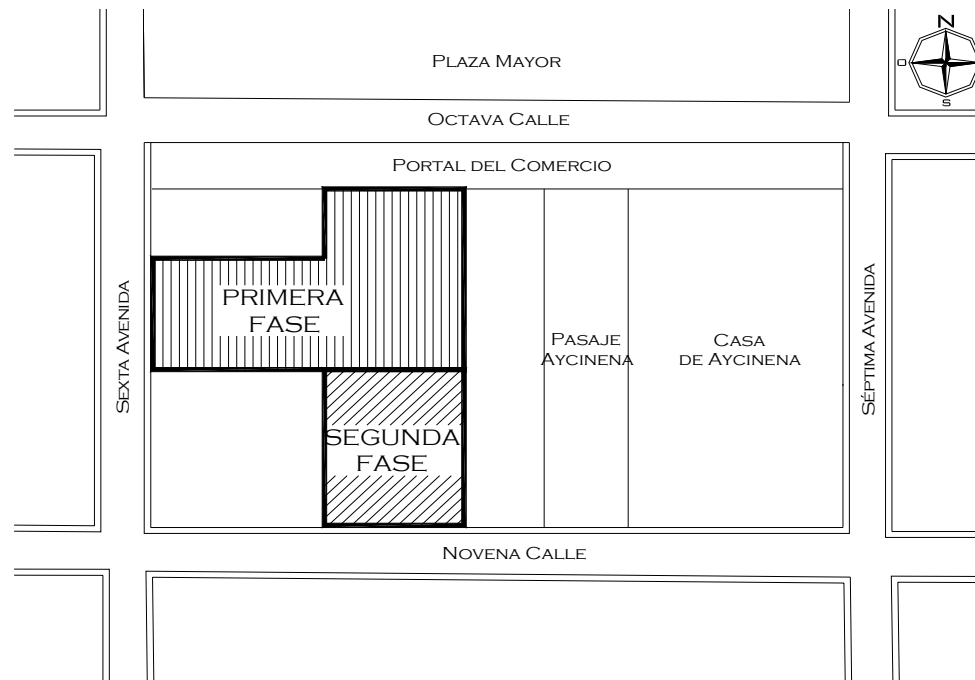 N
O
S
PLAZA MAYOR
OCTAVA CALLE
PORTAL DEL COMERCIO
SEXTA AVENIDA
PRIMERA
FASE
PASAJE
AYCINENA
CASA
DE AYCINENA
SÉPTIMA AVENIDA
SEGUNDA
FASE
NOVENA CALLE